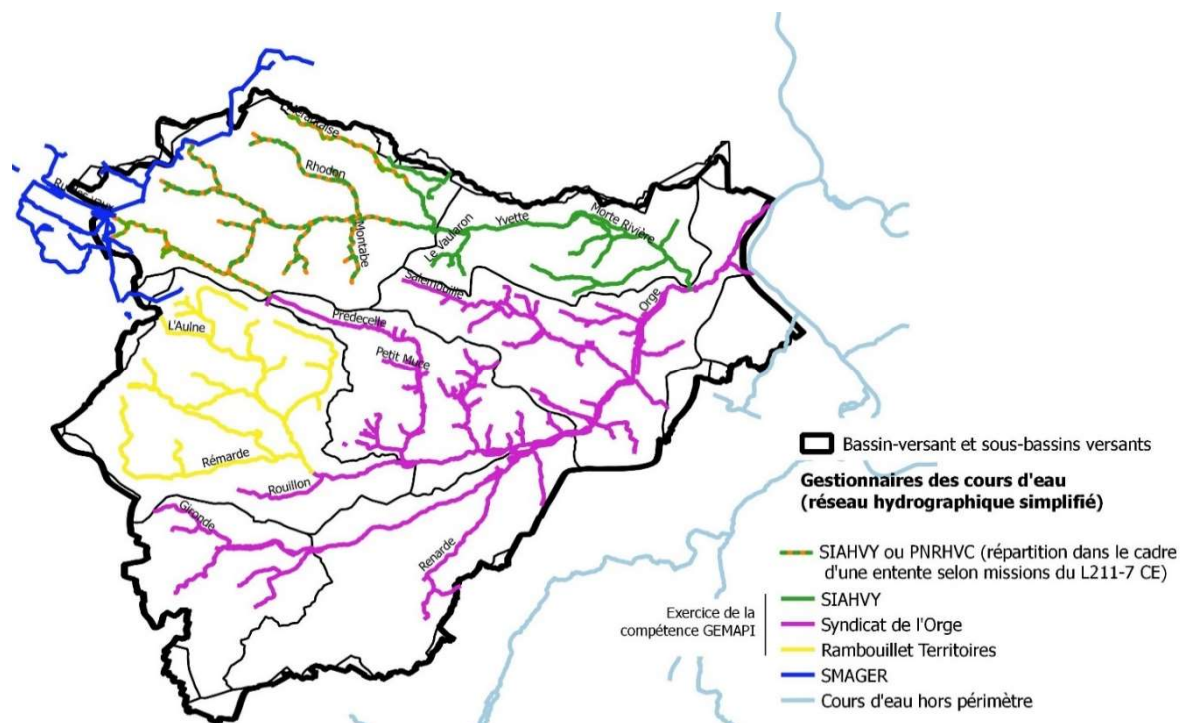 Rhodon
Montabé
Le Vaularon
Yvette
Morte Rivière
Salemouille
Orge
Prédecelle
Petit Muce
L'Aulne
Rémarde
Rouillon
Gironde
Renarde
Bassin-versant et sous-bassins versants
Gestionnaires des cours d'eau
(réseau hydrographique simplifié)
SIAHVY ou PNRHVC (répartition dans le cadre
d'une entente selon missions du L211-7 CE)
Exercice de la
compétence GEMAPI
SIAHVY
Syndicat de l'Orge
Rambouillet Territoires
SMAGER
Cours d'eau hors périmètre